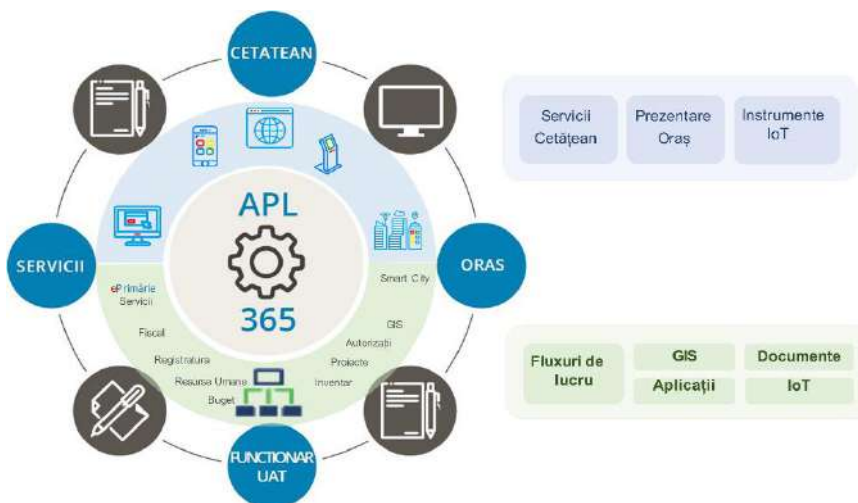 CETATEAN
APL
365
SERVICII
ORAS
Smart City
ePrimărie
Servicii
Fiscal
Registratura
Resurse Umane
Buget
GIS
Autorizații
Proiecte
Inventar
FUNCTIONAR
UAT
Servicii
Cetățean
Prezentare
Oraș
Instrumente
IoT
Fluxuri de
lucru
GIS
Aplicații
Documente
IoT